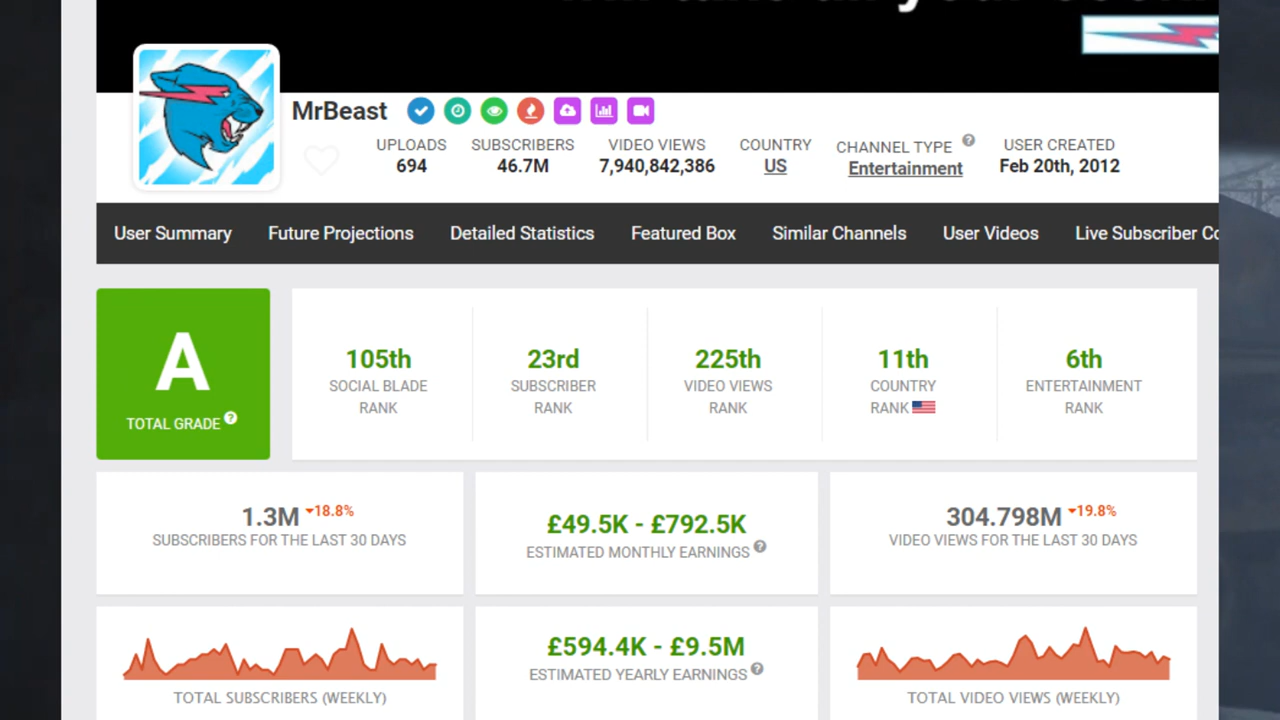 MrBeast
UPLOADS
694
SUBSCRIBERS
46.7M
VIDEO VIEWS
7,940,842,386
COUNTRY
US
CHANNEL TYPE ?
Entertainment
USER CREATED
Feb 20th, 2012
User Summary
Future Projections
Detailed Statistics
Featured Box
Similar Channels
User Videos
Live Subscriber Co
A
TOTAL GRADE ?
105th
SOCIAL BLADE
RANK
23rd
SUBSCRIBER
RANK
225th
VIDEO VIEWS
RANK
11th
COUNTRY
RANK
6th
ENTERTAINMENT
RANK
1.3M 18.8%
SUBSCRIBERS FOR THE LAST 30 DAYS
£49.5K - £792.5K
ESTIMATED MONTHLY EARNINGS ?
304.798M 19.8%
VIDEO VIEWS FOR THE LAST 30 DAYS
TOTAL SUBSCRIBERS (WEEKLY)
£594.4K - £9.5M
ESTIMATED YEARLY EARNINGS ?
TOTAL VIDEO VIEWS (WEEKLY)